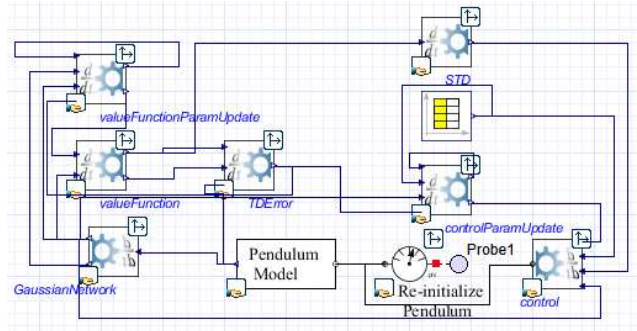 STD
valueFunctionParamUpdate
valueFunction
TDError
controlParamUpdate
Pendulum
Model
Probe1
Re-initialize
Pendulum
GaussianNetwork
control